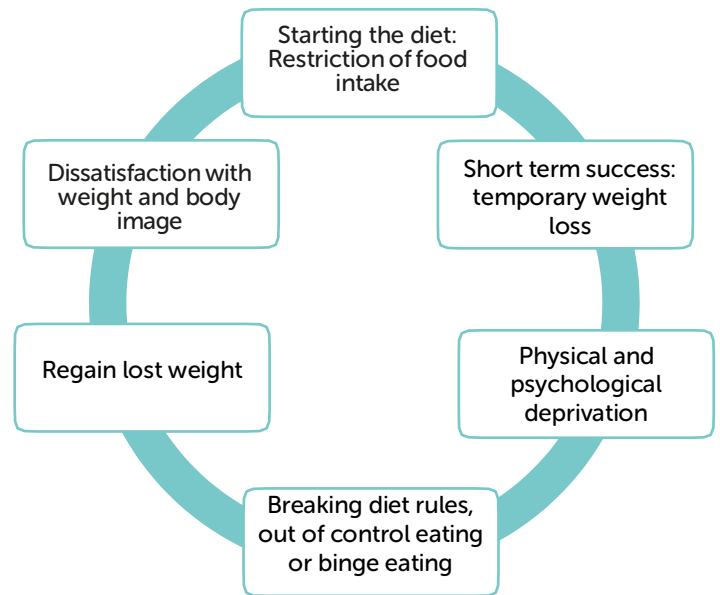 Starting the diet:
Restriction of food
intake
Short term success:
temporary weight
loss
Physical and
psychological
deprivation
Breaking diet rules,
out of control eating
or binge eating
Regain lost weight
Dissatisfaction with
weight and body
image